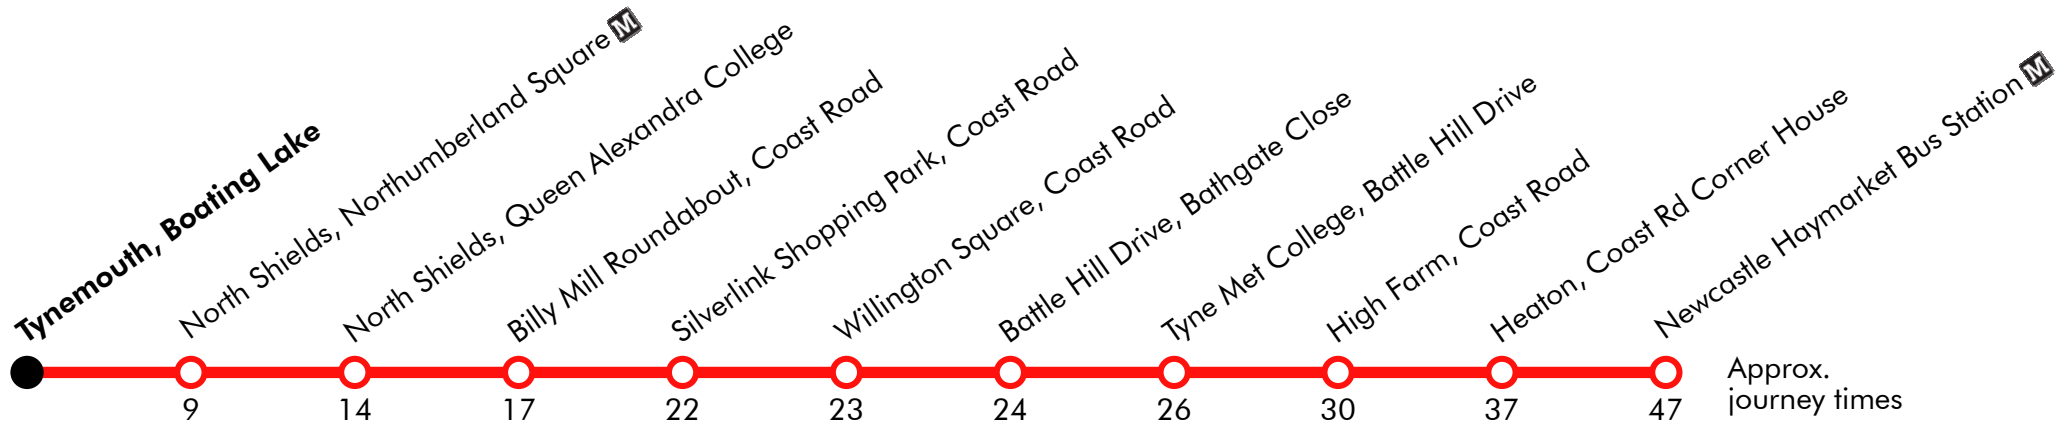 Tynemouth, Boating Lake
North Shields, Northumberland Square M
North Shields, Queen Alexandra College
Billy Mill Roundabout, Coast Road
Silverlink Shopping Park, Coast Road
Willington Square, Coast Road
Battle Hill Drive, Bathgate Close
Tyne Met College, Battle Hill Drive
High Farm, Coast Road
Heaton, Coast Rd Corner House
Newcastle Haymarket Bus Station M
9 14 17 22 23 24 26 30 37 47
Approx.
journey times